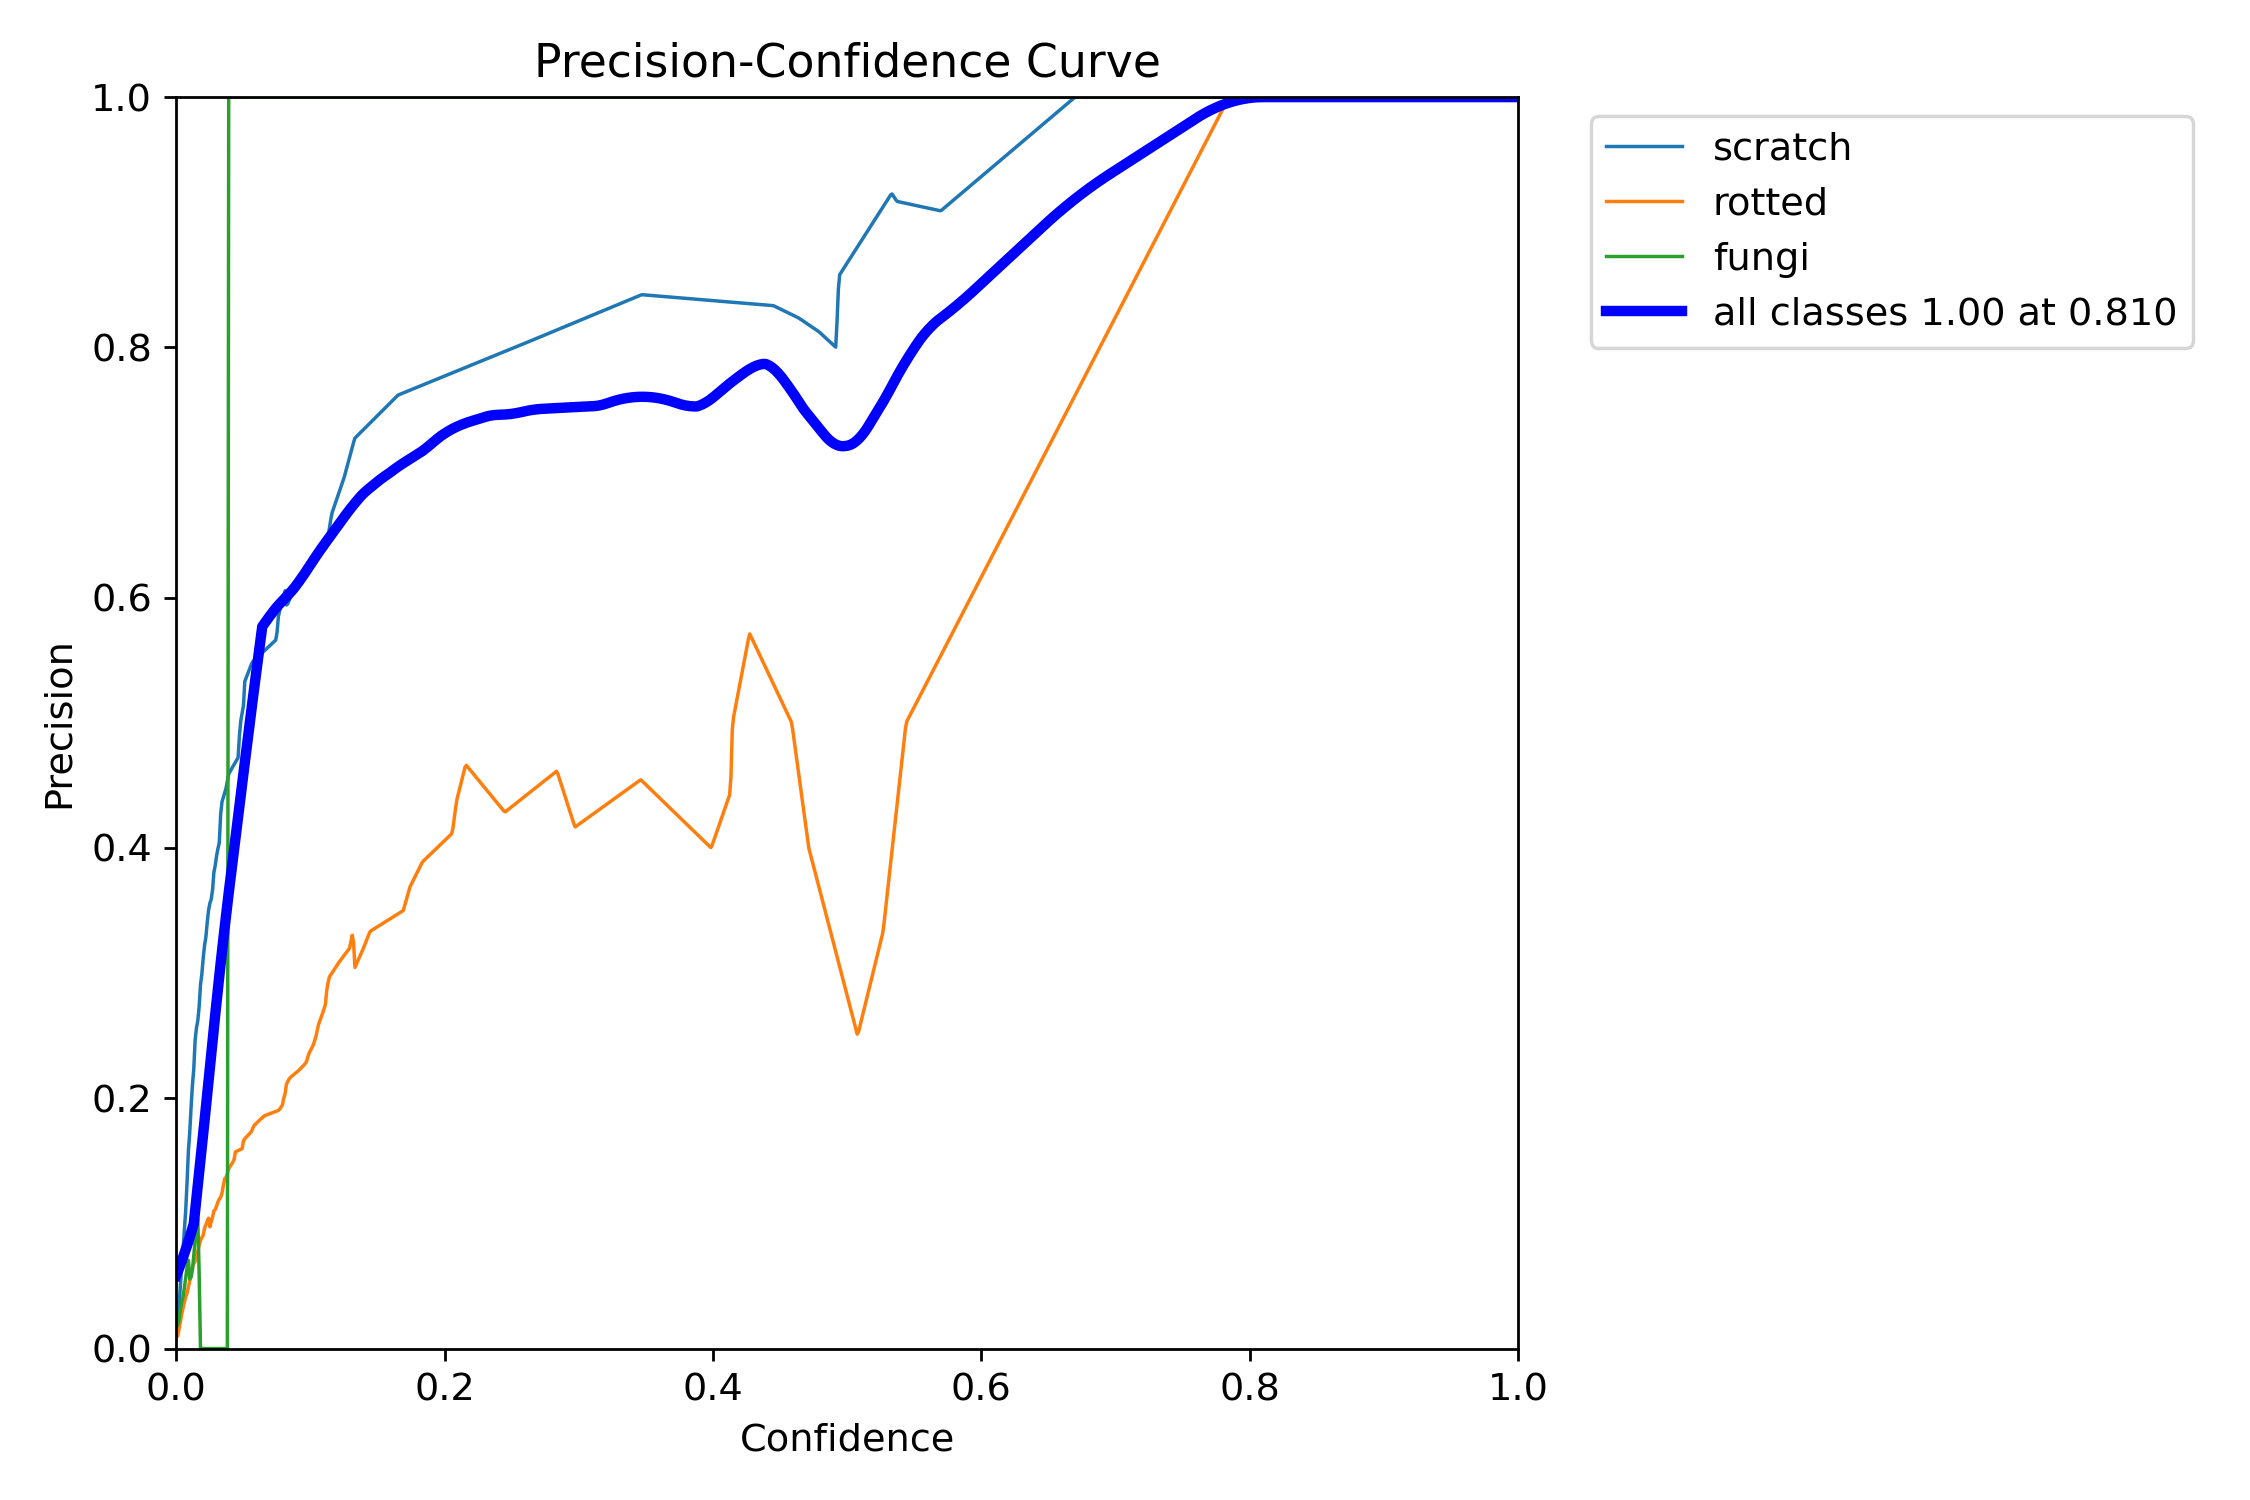 Precision-Confidence Curve
1.0
0.8
0.6
0.4
0.2
0.0
Precision
0.0 0.2 0.4 0.6 0.8 1.0
Confidence
scratch
rotted
fungi
all classes 1.00 at 0.810